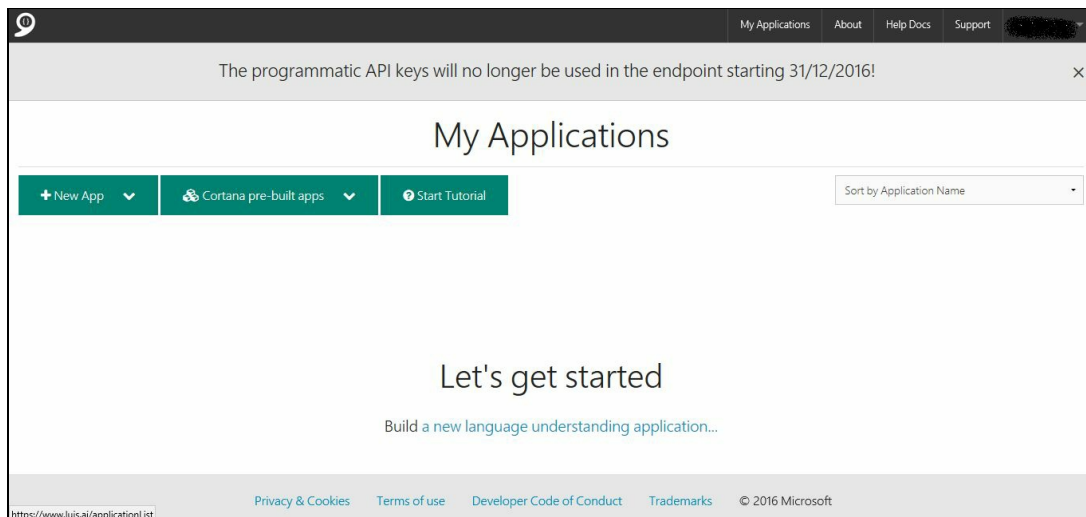 My Applications About Help Docs Support
The programmatic API keys will no longer be used in the endpoint starting 31/12/2016! ×
My Applications
+ New App Cortana pre-built apps Start Tutorial Sort by Application Name
Let's get started
Build a new language understanding application...
Privacy & Cookies Terms of use Developer Code of Conduct Trademarks © 2016 Microsoft
https://www.luis.ai/applicationList